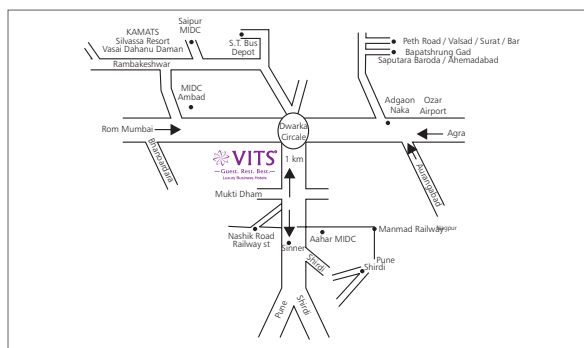 KAMATS
Silvassa Resort
Vasai Dahanu Daman
Rambakeshwar
Saipur
MIDC
S.T. Bus
Depot
Peth Road / Valsad / Surat / Bar
Bapatshrung Gad
Saputara Baroda / Ahemadabad
MIDC
Ambad
Adgaon
Naka
Ozar
Airport
Rom Mumbai
Dwarka
Circale
Agra
Bhanoardara
VITS
—Guest. Rest. Best.—
Luxury Business Hotels
1 km
Aurangabad
Mukti Dham
Nashik Road
Railway st
Sinner
Aahar MIDC
Manmad Railway
Nagpur
Shirdi
Pune
Shirdi
Pune
Shirdi